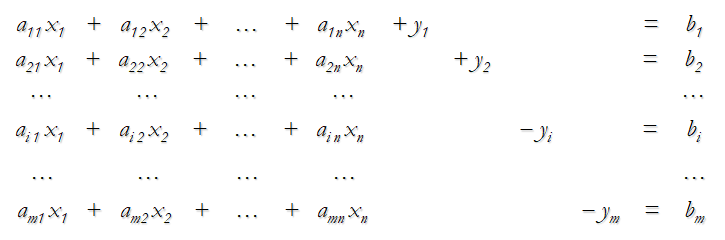 a₁₁x₁ + a₁₂x₂ + ... + a₁ₙxₙ +y₁ = b₁
a₂₁x₁ + a₂₂x₂ + ... + a₂ₙxₙ +y₂ = b₂
... ... ... ... ...
aᵢ₁x₁ + aᵢ₂x₂ + ... + aᵢₙxₙ −yᵢ = bᵢ
... ... ... ... ...
aₘ₁x₁ + aₘ₂x₂ + ... + aₘₙxₙ −yₘ = bₘ